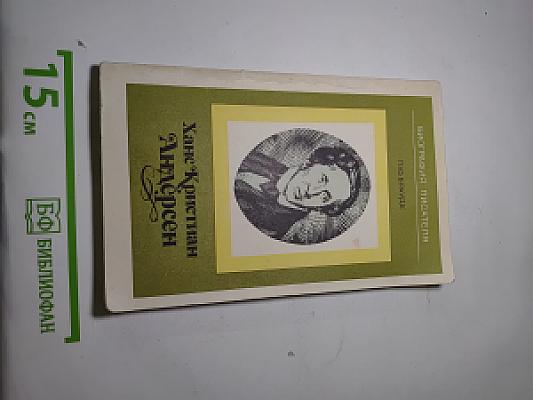 БИОГРАФИЯ ПИСАТЕЛЯ
Ханс Кристиан
Андерсен
15 см
БФ
БИБЛИОФАН